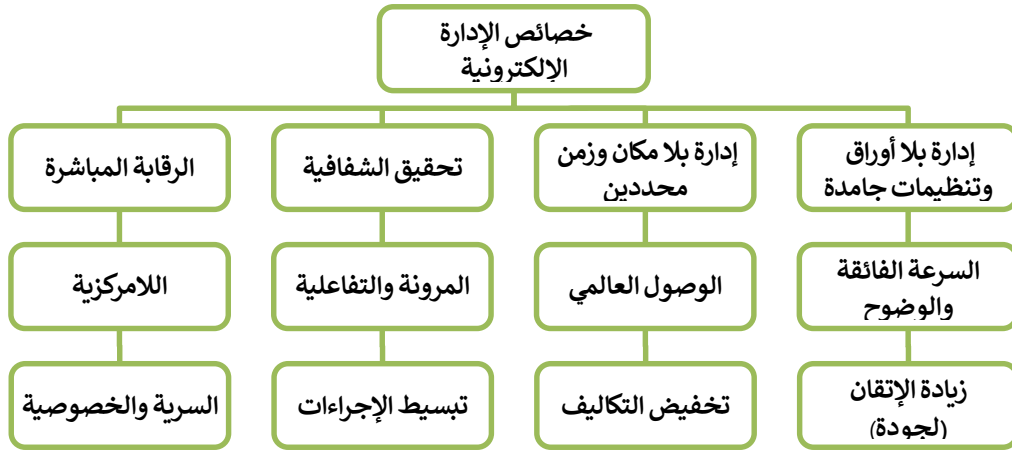 خصائص الإدارة
الإلكترونية
إدارة بلا أوراق
وتنظيمات جامدة
إدارة بلا مكان وزمن
محددين
تحقيق الشفافية
الرقابة المباشرة
السرعة الفائقة
والوضوح
الوصول العالمي
المرونة والتفاعلية
اللامركزية
زيادة الإتقان
(لجودة)
تخفيض التكاليف
تبسيط الإجراءات
السرية والخصوصية